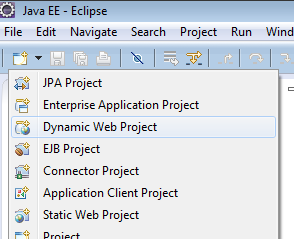 Java EE - Eclipse
File Edit Navigate Search Project Run Wind
JPA Project
Enterprise Application Project
Dynamic Web Project
EJB Project
Connector Project
Application Client Project
Static Web Project
Project